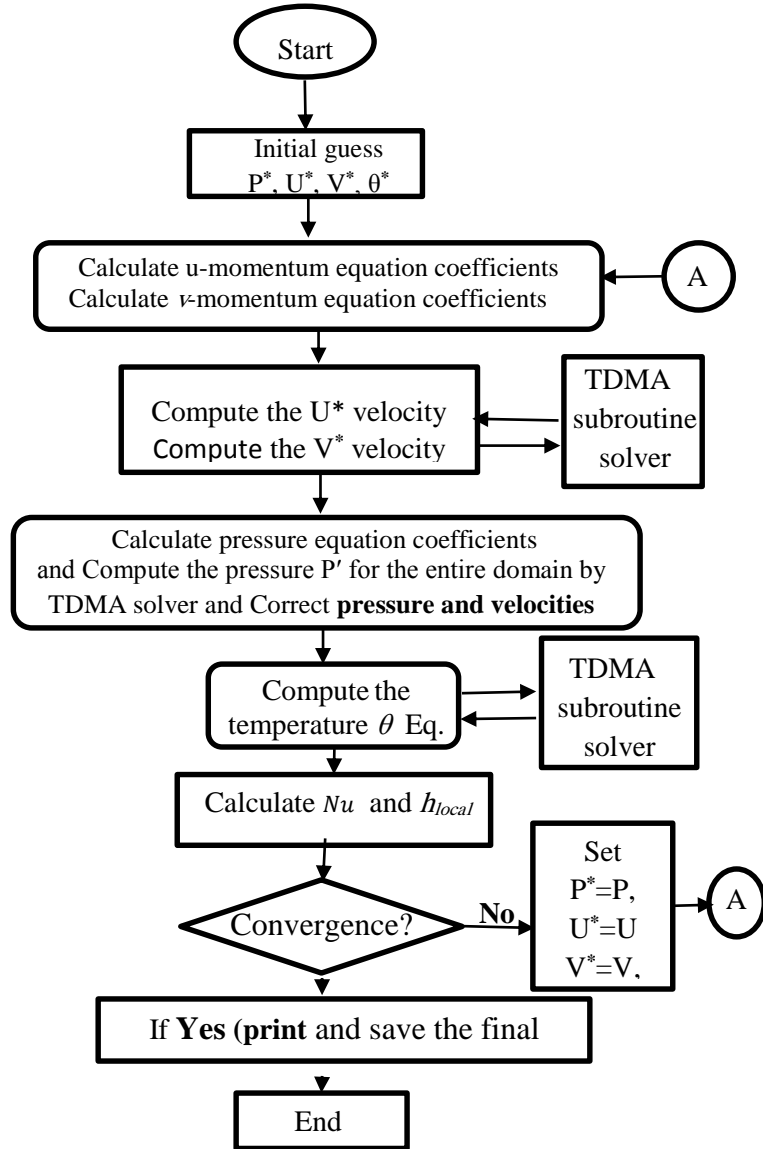 Start
Initial guess
P*, U*, V*, θ*
Calculate u-momentum equation coefficients
Calculate v-momentum equation coefficients
A
Compute the U* velocity
Compute the V* velocity
TDMA
subroutine
solver
Calculate pressure equation coefficients
and Compute the pressure P′ for the entire domain by
TDMA solver and Correct pressure and velocities
Compute the
temperature θ Eq.
TDMA
subroutine
solver
Calculate Nu and hlocal
Convergence?
No
Set
P*=P,
U*=U
V*=V,
A
If Yes (print and save the final
End